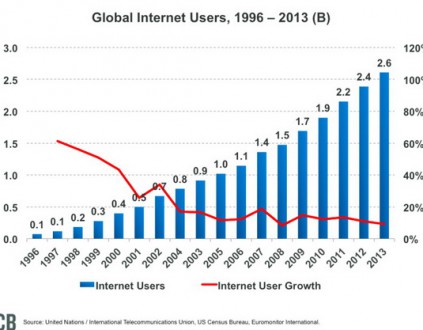 Global Internet Users, 1996 – 2013 (B)
3.0 120%
2.5 100%
2.0 80%
1.5 60%
1.0 40%
0.5 20%
0.0 0%
0.1 0.1 0.2 0.3 0.4 0.5 0.7 0.8 0.9 1.0 1.1 1.4 1.5 1.7 1.9 2.2 2.4 2.6
1996 1997 1998 1999 2000 2001 2002 2004 2003 2005 2006 2007 2008 2009 2010 2011 2012 2013
Internet Users Internet User Growth
CB
Source: United Nations / International Telecommunications Union, US Census Bureau, Euromonitor International.